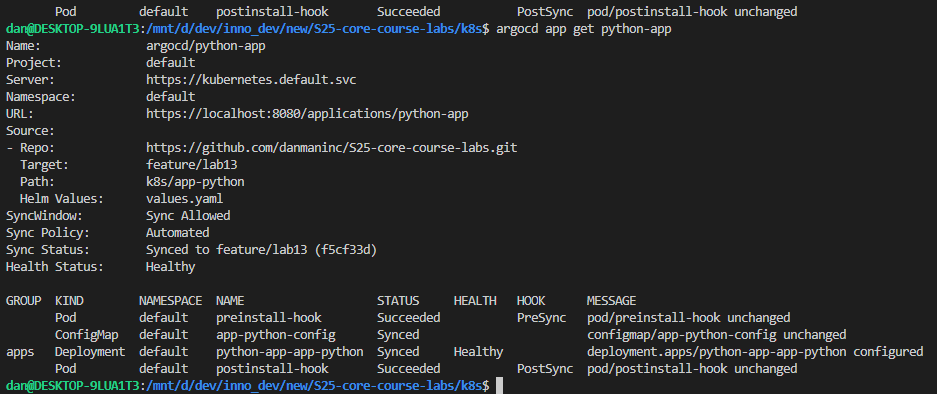 Pod        default    postinstall-hook       Succeeded           PostSync  pod/postinstall-hook unchanged
dan@DESKTOP-9LUA1T3:/mnt/d/dev/inno_dev/new/S25-core-course-labs/k8s$ argocd app get python-app
Name:               argocd/python-app
Project:            default
Server:             https://kubernetes.default.svc
Namespace:          default
URL:                https://localhost:8080/applications/python-app
Source:
- Repo:             https://github.com/danmaninc/S25-core-course-labs.git
  Target:           feature/lab13
  Path:             k8s/app-python
  Helm Values:      values.yaml
SyncWindow:         Sync Allowed
Sync Policy:        Automated
Sync Status:        Synced to feature/lab13 (f5cf33d)
Health Status:      Healthy
GROUP  KIND        NAMESPACE  NAME                   STATUS     HEALTH   HOOK      MESSAGE
       Pod         default    preinstall-hook        Succeeded           PreSync   pod/preinstall-hook unchanged
       ConfigMap   default    app-python-config      Synced                        configmap/app-python-config unchanged
apps   Deployment  default    python-app-app-python  Synced     Healthy            deployment.apps/python-app-app-python configured
       Pod         default    postinstall-hook       Succeeded           PostSync  pod/postinstall-hook unchanged
dan@DESKTOP-9LUA1T3:/mnt/d/dev/inno_dev/new/S25-core-course-labs/k8s$